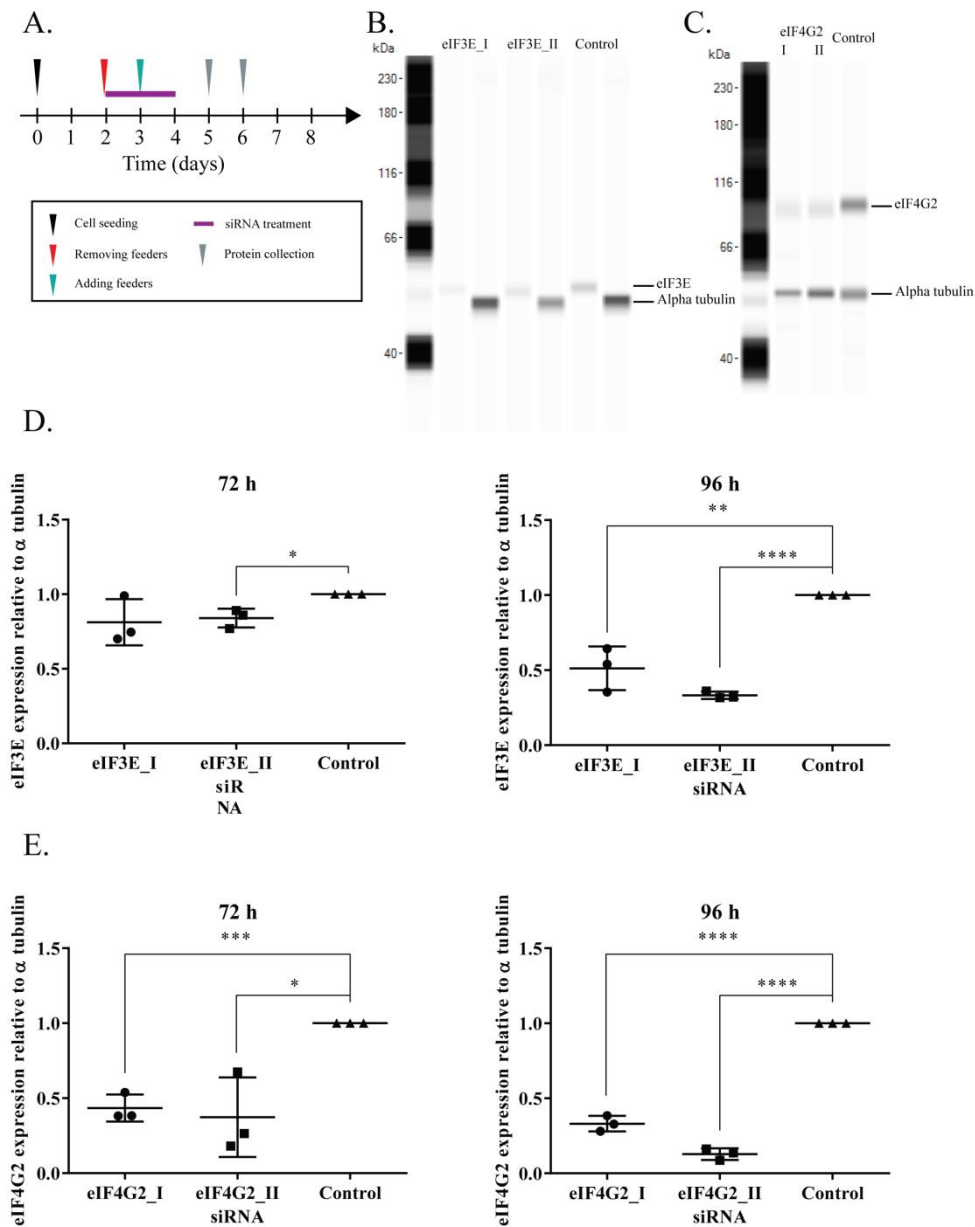 A.
0 1 2 3 4 5 6 7 8
Time (days)
Cell seeding
siRNA treatment
Removing feeders
Protein collection
Adding feeders
B.
eIF3E_I eIF3E_II Control
kDa
230-
180-
116-
66-
40-
eIF3E
Alpha tubulin
C.
eIF4G2 Control
I II
kDa
230-
180-
116-
66-
40-
eIF4G2
Alpha tubulin
D.
72 h
eIF3E expression relative to α tubulin
1.5
1.0
0.5
0.0
*
eIF3E_I eIF3E_II Control
siR
NA
96 h
eIF3E expression relative to α tubulin
1.5
1.0
0.5
0.0
**
****
eIF3E_I eIF3E_II Control
siRNA
E.
72 h
eIF4G2 expression relative to α tubulin
1.5
1.0
0.5
0.0
***
*
eIF4G2_I eIF4G2_II Control
siRNA
96 h
eIF4G2 expression relative to α tubulin
1.5
1.0
0.5
0.0
****
****
eIF4G2_I eIF4G2_II Control
siRNA